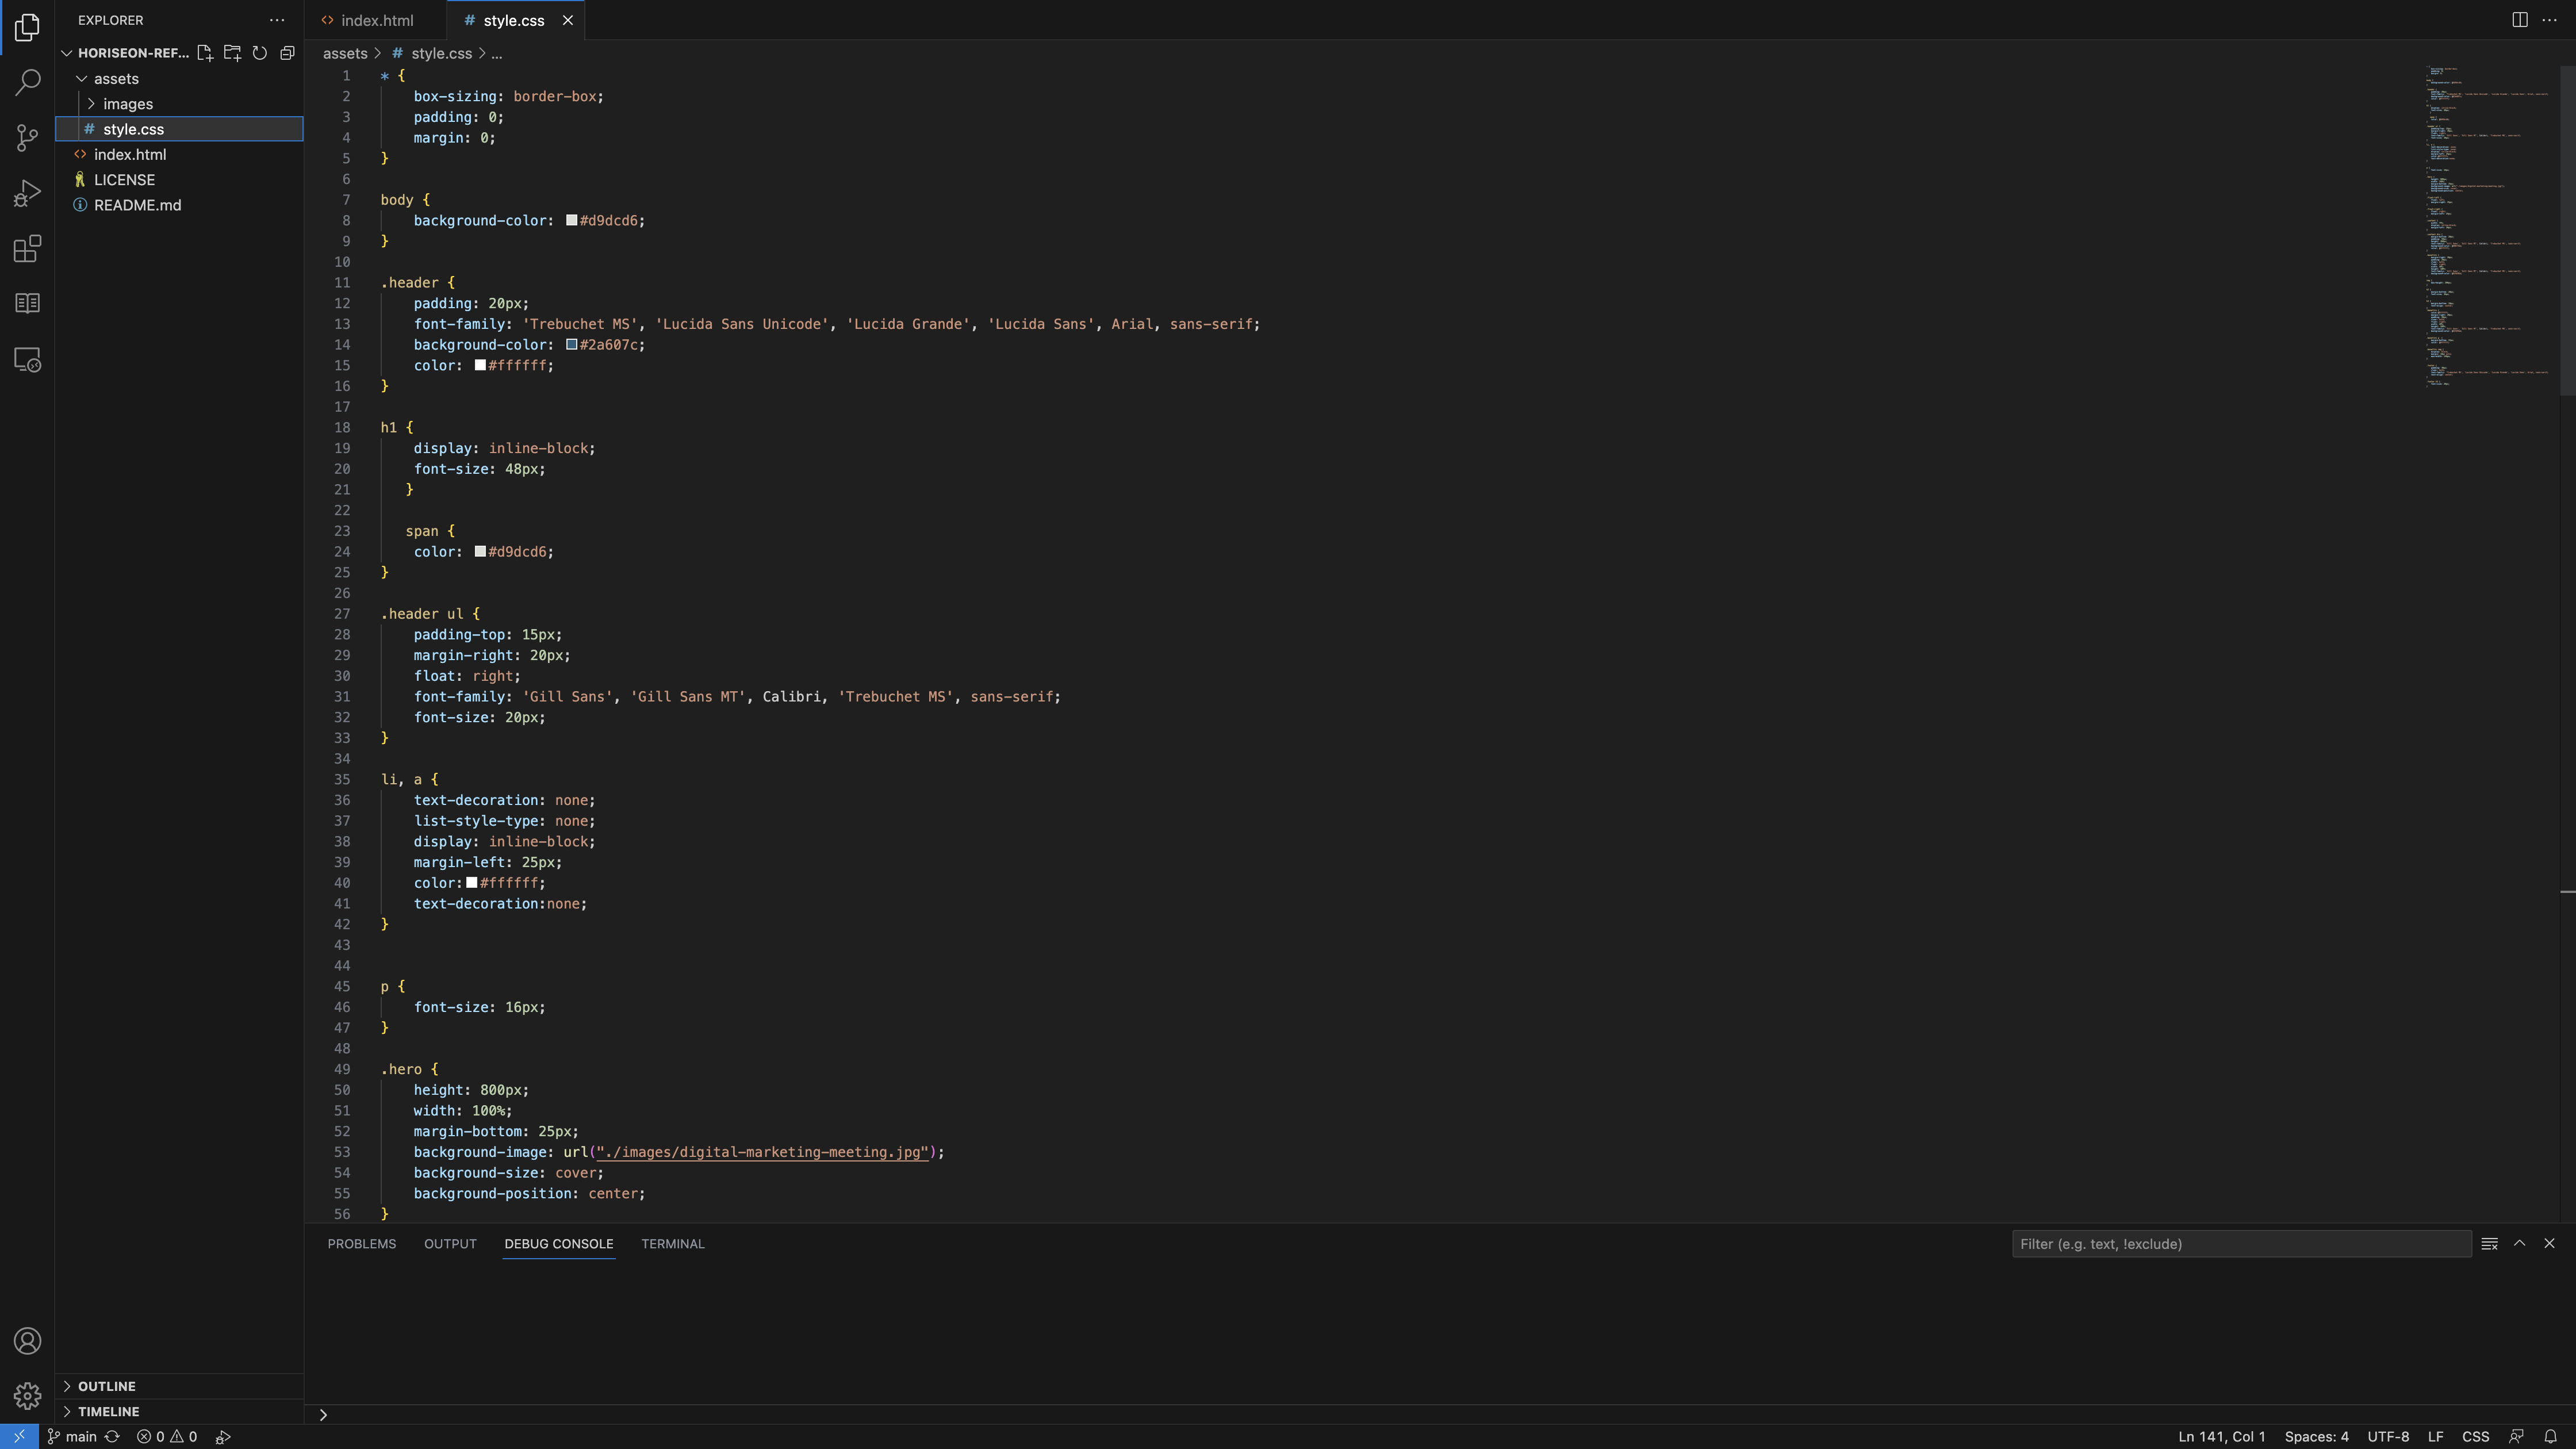 EXPLORER
HORISEON-REF...
assets
images
# style.css
<> index.html
LICENSE
README.md
OUTLINE
TIMELINE
<> index.html
# style.css
assets > # style.css > ...
1 * {
2     box-sizing: border-box;
3     padding: 0;
4     margin: 0;
5 }
6
7 body {
8     background-color: #d9dcd6;
9 }
10
11 .header {
12     padding: 20px;
13     font-family: 'Trebuchet MS', 'Lucida Sans Unicode', 'Lucida Grande', 'Lucida Sans', Arial, sans-serif;
14     background-color: #2a607c;
15     color: #ffffff;
16 }
17
18 h1 {
19     display: inline-block;
20     font-size: 48px;
21    }
22
23    span {
24     color: #d9dcd6;
25 }
26
27 .header ul {
28     padding-top: 15px;
29     margin-right: 20px;
30     float: right;
31     font-family: 'Gill Sans', 'Gill Sans MT', Calibri, 'Trebuchet MS', sans-serif;
32     font-size: 20px;
33 }
34
35 li, a {
36     text-decoration: none;
37     list-style-type: none;
38     display: inline-block;
39     margin-left: 25px;
40     color:#ffffff;
41     text-decoration:none;
42 }
43
44
45 p {
46     font-size: 16px;
47 }
48
49 .hero {
50     height: 800px;
51     width: 100%;
52     margin-bottom: 25px;
53     background-image: url("./images/digital-marketing-meeting.jpg");
54     background-size: cover;
55     background-position: center;
56 }
PROBLEMS OUTPUT DEBUG CONSOLE TERMINAL
Filter (e.g. text, !exclude)
main 0 0
Ln 141, Col 1 Spaces: 4 UTF-8 LF CSS